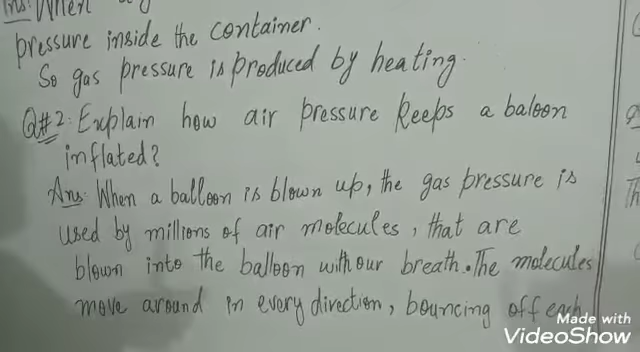 Ins: When
pressure inside the container.
So gas pressure is produced by heating.
Q#2: Explain how air pressure keeps a baloon
inflated?
Ans: When a balloon is blown up, the gas pressure is
used by millions of air molecules, that are
blown into the balloon with our breath. The molecules
move around in every direction, bouncing off each
Made with
VideoShow